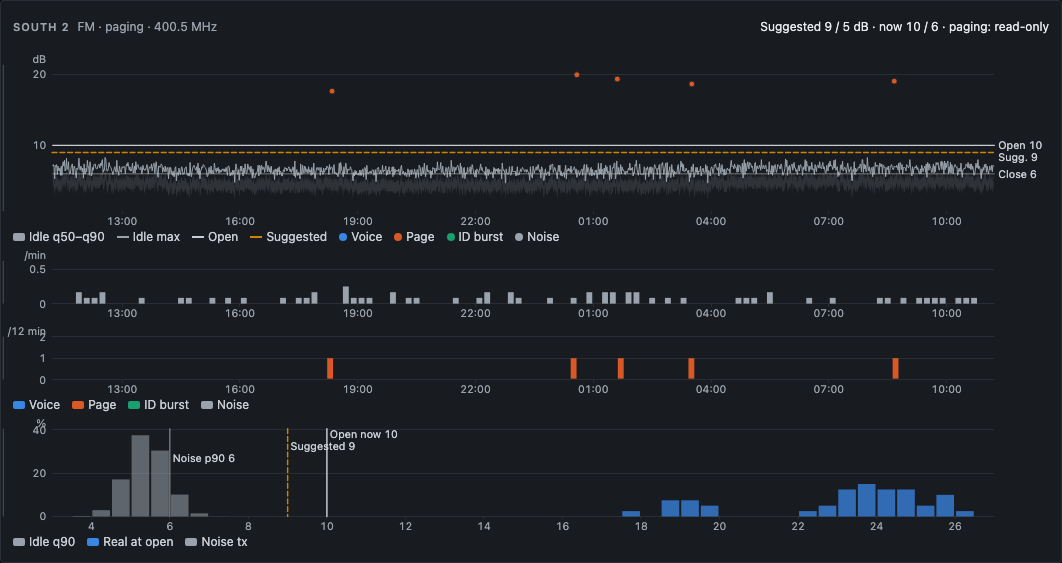 SOUTH 2 FM · paging · 400.5 MHz
Suggested 9 / 5 dB · now 10 / 6 · paging: read-only
dB
20
10
Open 10
Sugg. 9
Close 6
13:00 16:00 19:00 22:00 01:00 04:00 07:00 10:00
Idle q50–q90 Idle max Open Suggested Voice Page ID burst Noise
/min
0.5
0
13:00 16:00 19:00 22:00 01:00 04:00 07:00 10:00
/12 min
2
1
0
13:00 16:00 19:00 22:00 01:00 04:00 07:00 10:00
Voice Page ID burst Noise
%
40
Open now 10
Suggested 9
Noise p90 6
20
0
4 6 8 10 12 14 16 18 20 22 24 26
Idle q90 Real at open Noise tx